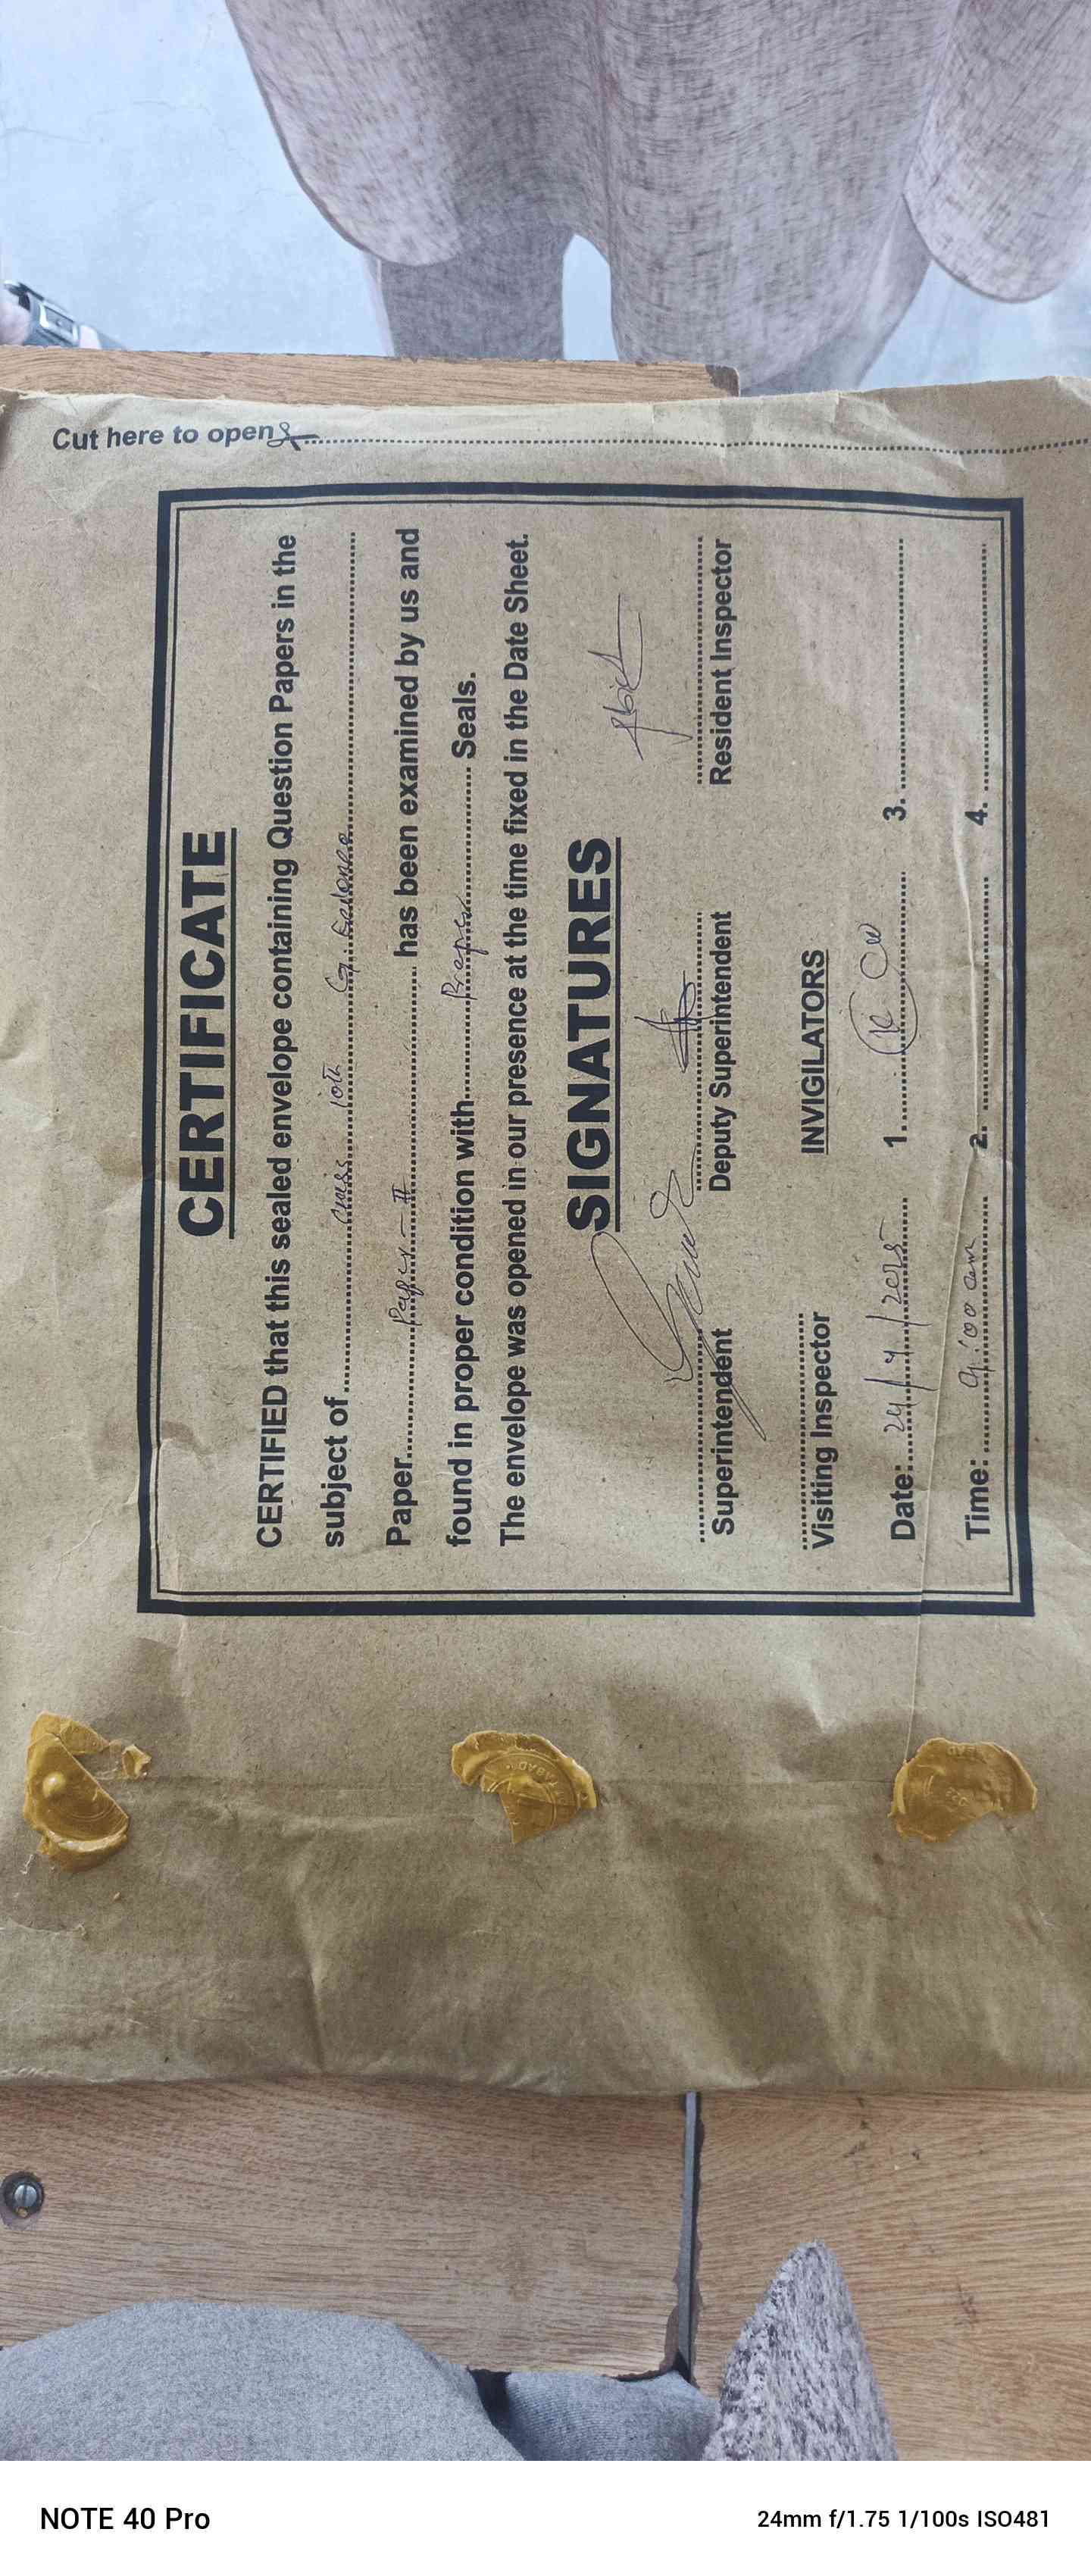 Cut here to open
CERTIFICATE
CERTIFIED that this sealed envelope containing Question Papers in the
subject of Class 10th G. Science
Paper Paper-II has been examined by us and
found in proper condition with Proper Seals.
The envelope was opened in our presence at the time fixed in the Date Sheet.
SIGNATURES
Superintendent Deputy Superintendent Resident Inspector
INVIGILATORS
Visiting Inspector
Date: 24/4/2025 1. 3.
Time: 9:00 am 2. 4.
NOTE 40 Pro 24mm f/1.75 1/100s ISO481